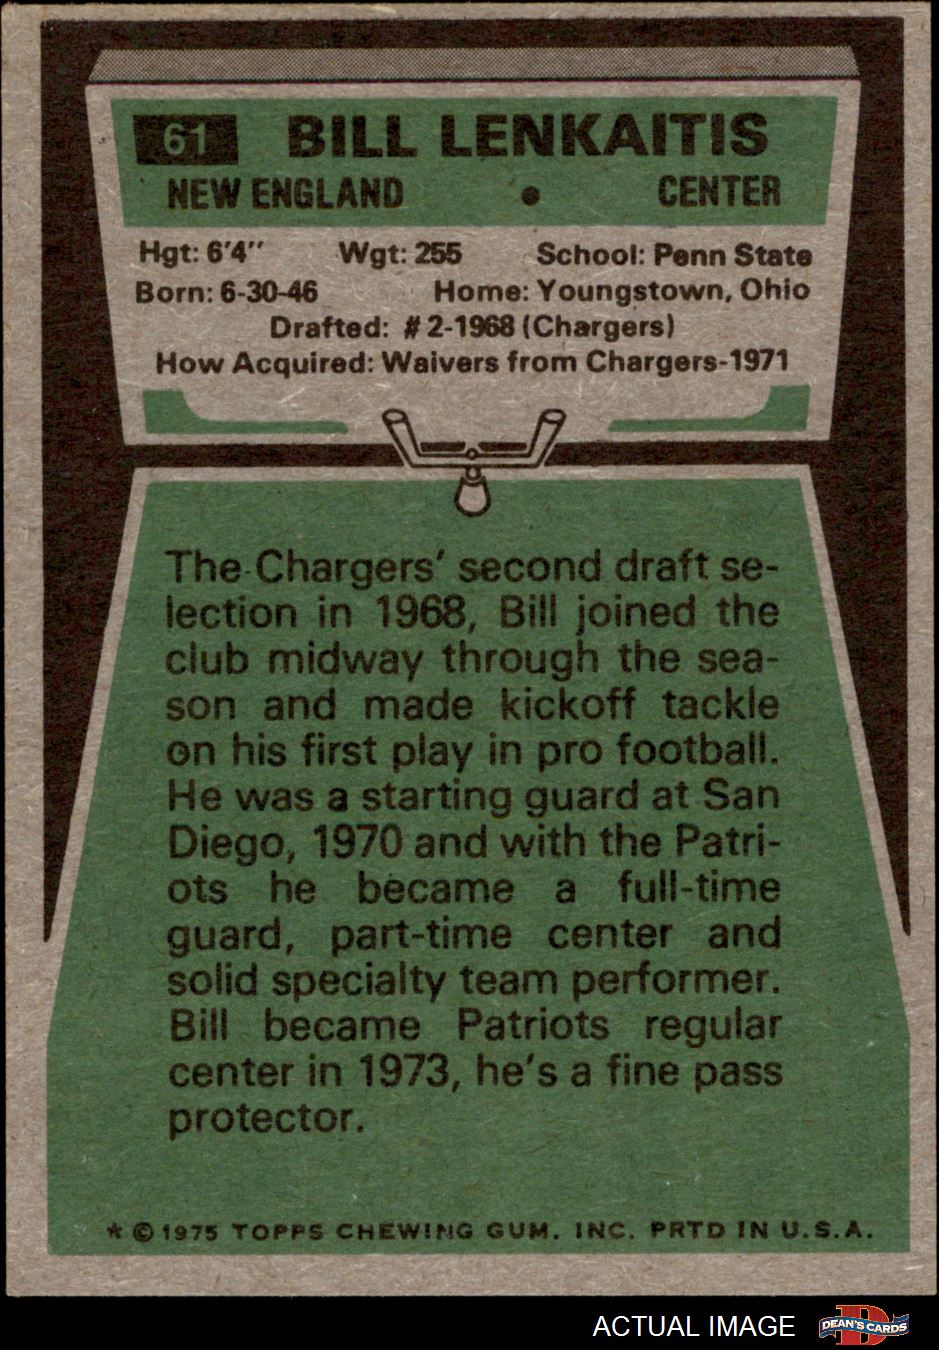 61 BILL LENKAITIS
NEW ENGLAND • CENTER
Hgt: 6'4" Wgt: 255 School: Penn State
Born: 6-30-46 Home: Youngstown, Ohio
Drafted: #2-1968 (Chargers)
How Acquired: Waivers from Chargers-1971
The Chargers' second draft se-
lection in 1968, Bill joined the
club midway through the sea-
son and made kickoff tackle
on his first play in pro football.
He was a starting guard at San
Diego, 1970 and with the Patri-
ots he became a full-time
guard, part-time center and
solid specialty team performer.
Bill became Patriots regular
center in 1973, he's a fine pass
protector.
* © 1975 TOPPS CHEWING GUM, INC. PRTD IN U.S.A.
ACTUAL IMAGE D DEAN'S CARDS